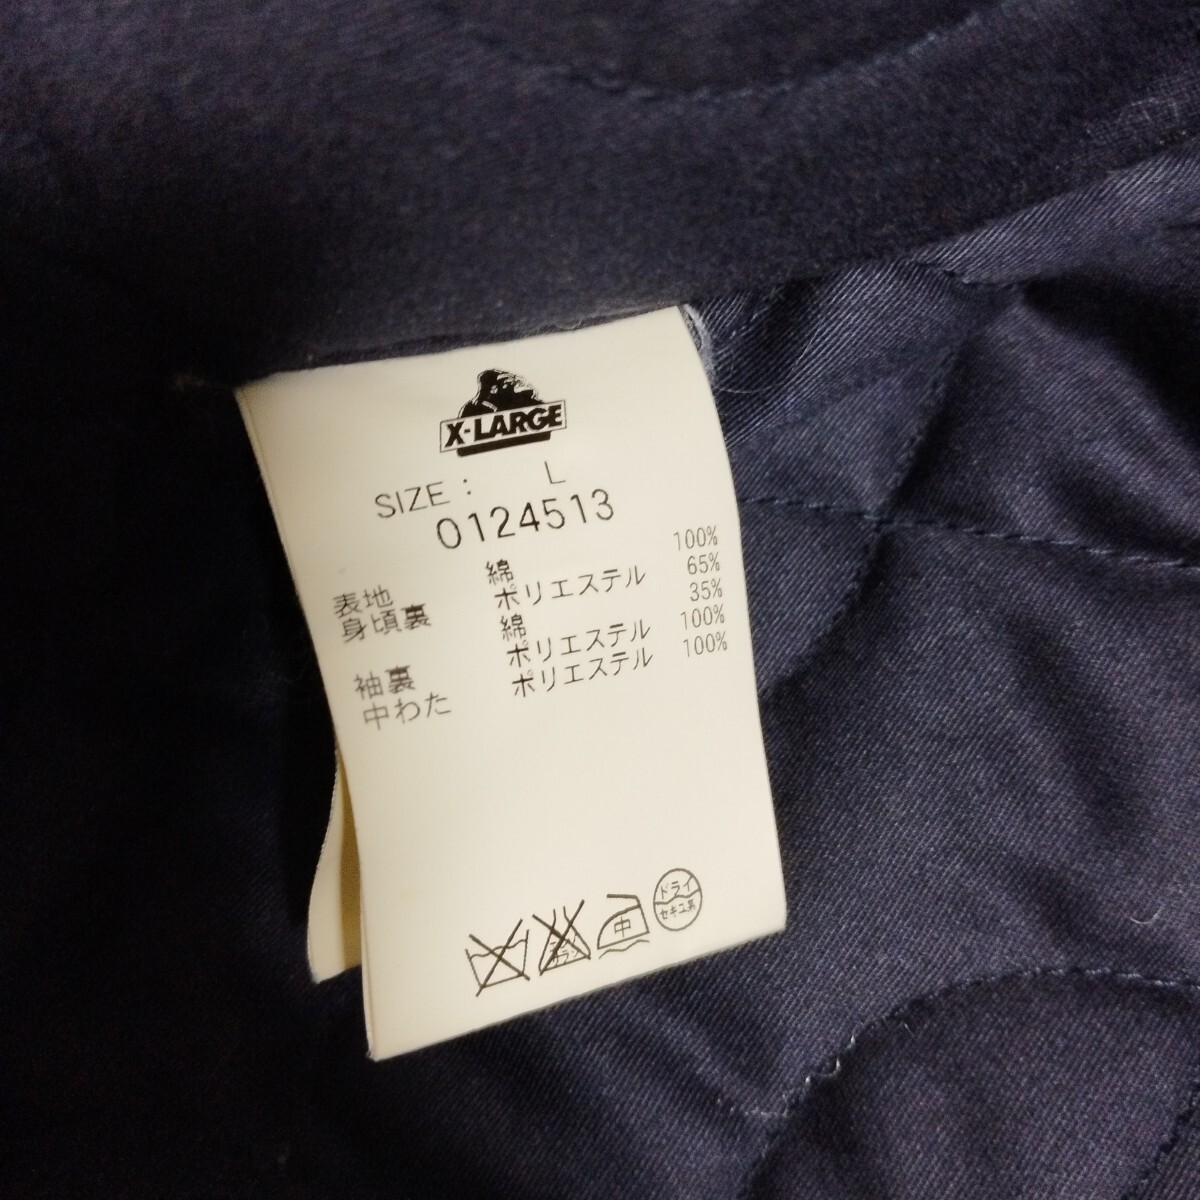 X-LARGE
SIZE : L
0124513
表地 綿 100%
身頃裏 ポリエステル 65%
綿 35%
袖裏 ポリエステル 100%
中わた ポリエステル 100%
中
ドライ
セキユ系